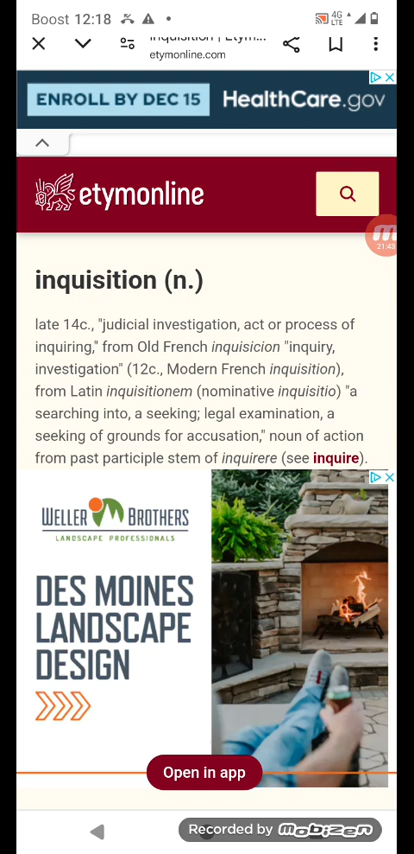 Boost 12:18
4G
LTE
etymonline.com
ENROLL BY DEC 15 HealthCare.gov
etymonline
21:43
inquisition (n.)
late 14c., "judicial investigation, act or process of
inquiring," from Old French inquisicion "inquiry,
investigation" (12c., Modern French inquisition),
from Latin inquisitionem (nominative inquisitio) "a
searching into, a seeking; legal examination, a
seeking of grounds for accusation," noun of action
from past participle stem of inquirere (see inquire).
WELLER BROTHERS
LANDSCAPE PROFESSIONALS
DES MOINES
LANDSCAPE
DESIGN
Open in app
Recorded by mobizen